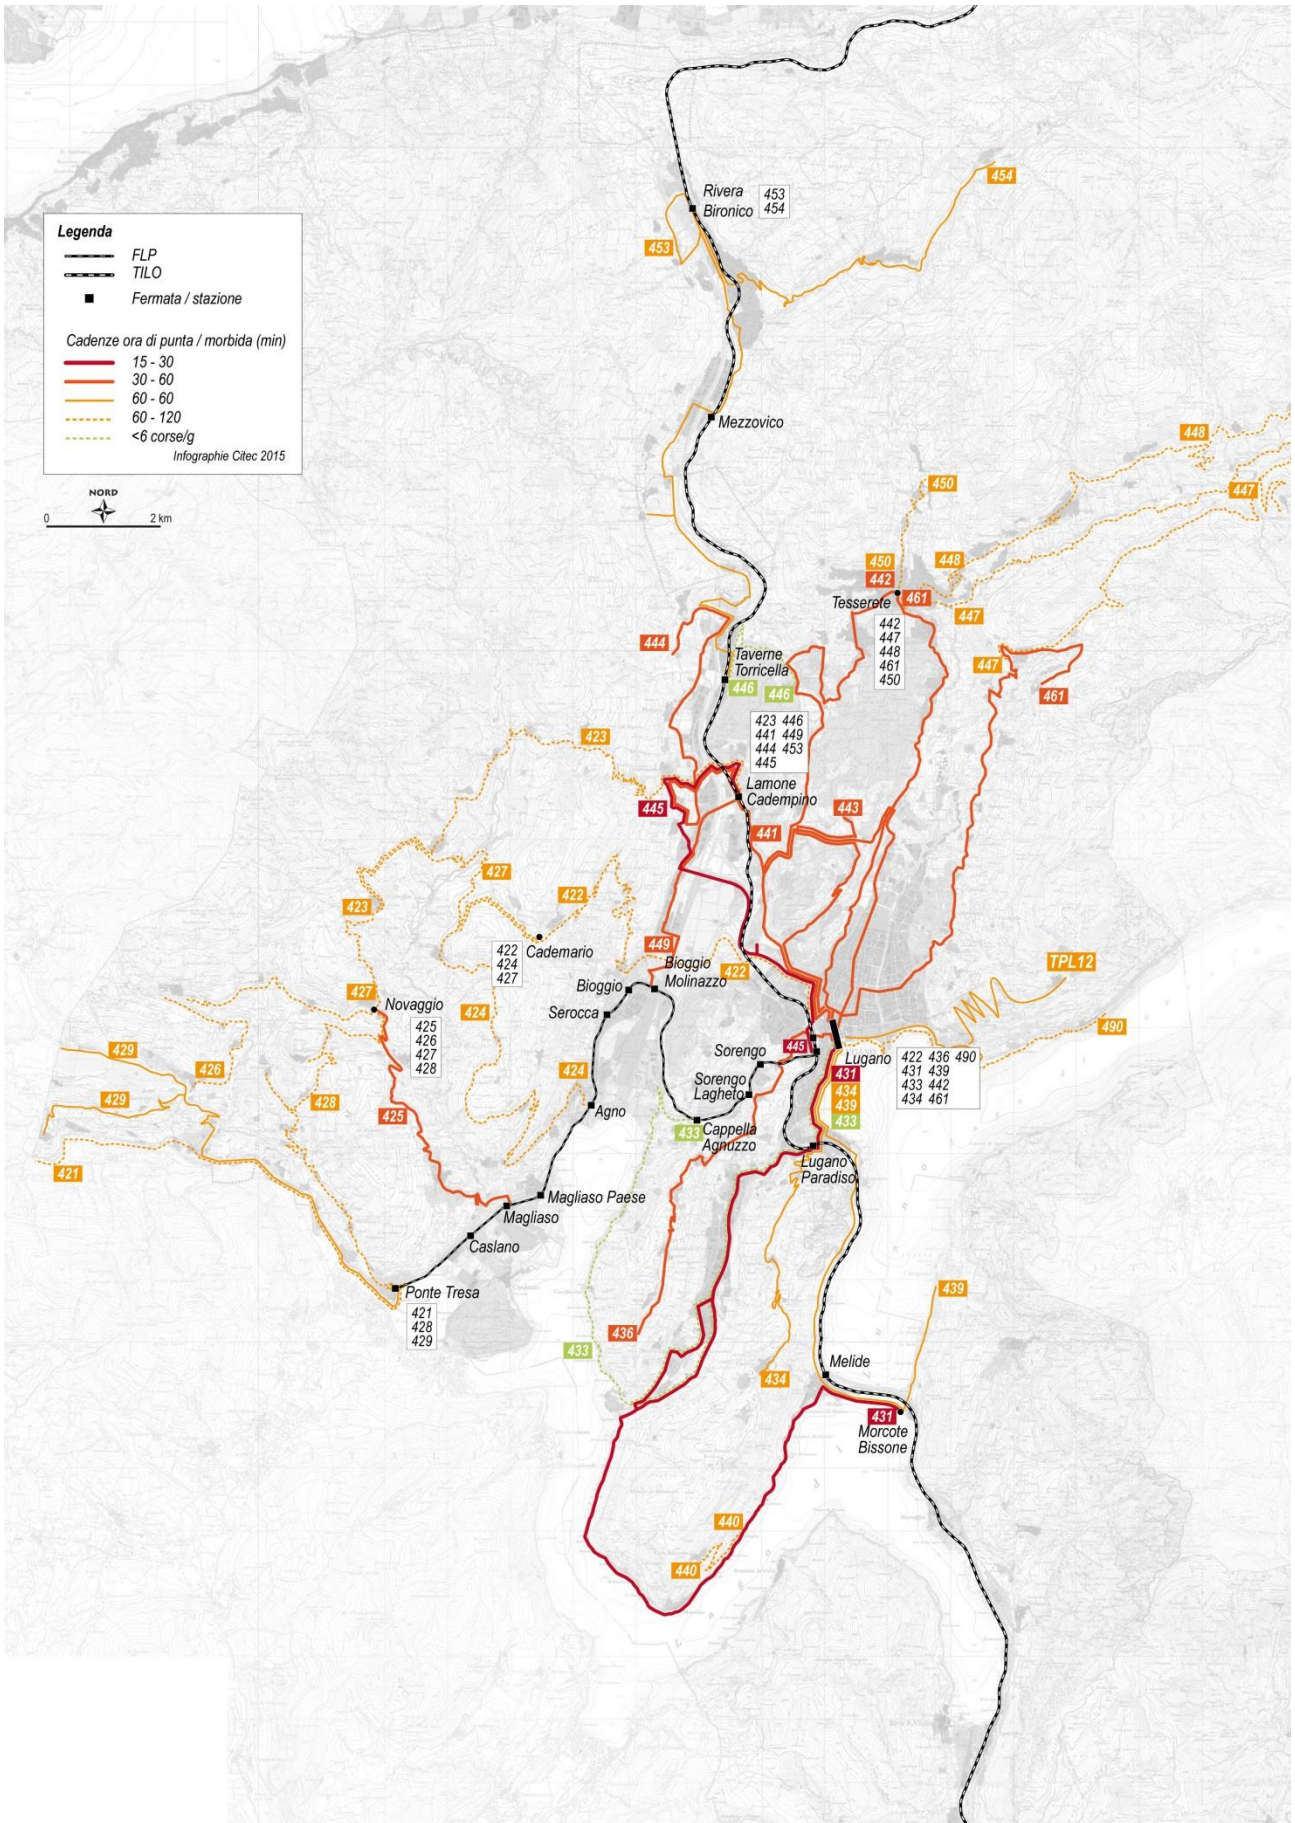 454
Rivera
Bironico
453
454
453
Legenda
FLP
TILO
Fermata / stazione
Cadenze ora di punta / morbida (min)
15 - 30
30 - 60
60 - 60
60 - 120
<6 corse/g
Infographie Citec 2015
NORD
0
2 km
Mezzovico
448
450
447
450
448
442
Tesserete
461
447
442
447
448
461
450
444
Taverne
Torricella
446
446
447
461
423 446
441 449
444 453
445
423
445
Lamone
Cadempino
441
443
427
422
423
449
422
424
427
Cademario
Bioggio
Molinazzo
422
TPL12
427
Novaggio
424
Bioggio
Serocca
490
425
426
427
428
429
426
429
428
425
424
Agno
Sorengo
445
Lugano
431
434
439
433
422 436 490
431 439
433 442
434 461
Sorengo
Lagheto
433
Cappella
Agnuzzo
Lugano
Paradiso
421
Magliaso Paese
Magliaso
Caslano
Ponte Tresa
421
428
429
436
433
439
434
Melide
431
Morcote
Bissone
440
440